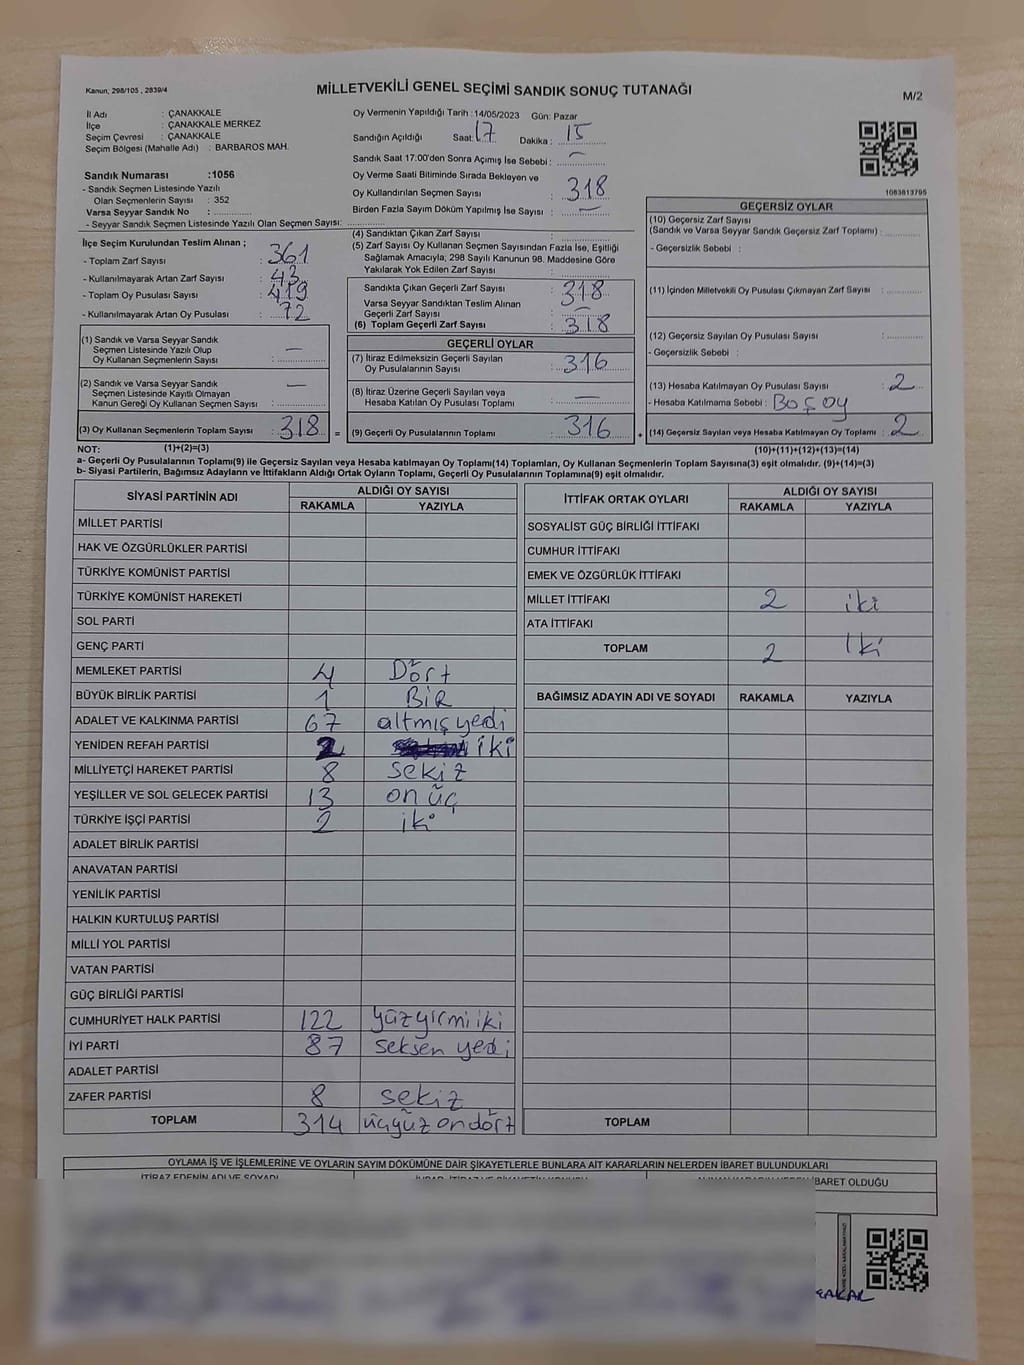 Kanun, 298/105 , 2839/4
MİLLETVEKİLİ GENEL SEÇİMİ SANDIK SONUÇ TUTANAĞI
M/2
İl Adı : ÇANAKKALE
İlçe : ÇANAKKALE MERKEZ
Seçim Çevresi : ÇANAKKALE
Seçim Bölgesi (Mahalle Adı) : BARBAROS MAH.
Sandık Numarası :1056
- Sandık Seçmen Listesinde Yazılı
Olan Seçmenlerin Sayısı : 352
Varsa Seyyar Sandık No :
- Seyyar Sandık Seçmen Listesinde Yazılı Olan Seçmen Sayısı:
Oy Vermenin Yapıldığı Tarih :14/05/2023 Gün: Pazar
Sandığın Açıldığı Saat: 17 Dakika : 15
Sandık Saat 17:00'den Sonra Açımış İse Sebebi : –
Oy Verme Saati Bitiminde Sırada Bekleyen ve
Oy Kullandırılan Seçmen Sayısı : 318
Birden Fazla Sayım Döküm Yapılmış İse Sayısı : –
1083813795
İlçe Seçim Kurulundan Teslim Alınan ;
- Toplam Zarf Sayısı : 361
- Kullanılmayarak Artan Zarf Sayısı : 43
- Toplam Oy Pusulası Sayısı : 419
- Kullanılmayarak Artan Oy Pusulası : 72
(1) Sandık ve Varsa Seyyar Sandık
Seçmen Listesinde Yazılı Olup
Oy Kullanan Seçmenlerin Sayısı : —
(2) Sandık ve Varsa Seyyar Sandık
Seçmen Listesinde Kayıtlı Olmayan
Kanun Gereği Oy Kullanan Seçmen Sayısı : —
(3) Oy Kullanan Seçmenlerin Toplam Sayısı : 318 =
(4) Sandıktan Çıkan Zarf Sayısı :
(5) Zarf Sayısı Oy Kullanan Seçmen Sayısından Fazla İse, Eşitliği
Sağlamak Amacıyla; 298 Sayılı Kanunun 98. Maddesine Göre
Yakılarak Yok Edilen Zarf Sayısı :
Sandıkta Çıkan Geçerli Zarf Sayısı : 318
Varsa Seyyar Sandıktan Teslim Alınan
Geçerli Zarf Sayısı : —
(6) Toplam Geçerli Zarf Sayısı : 318
GEÇERLİ OYLAR
(7) İtiraz Edilmeksizin Geçerli Sayılan
Oy Pusulalarının Sayısı : 316
(8) İtiraz Üzerine Geçerli Sayılan veya
Hesaba Katılan Oy Pusulası Toplamı : —
(9) Geçerli Oy Pusulalarının Toplamı : 316 +
GEÇERSİZ OYLAR
(10) Geçersiz Zarf Sayısı
(Sandık ve Varsa Seyyar Sandık Geçersiz Zarf Toplamı) :
- Geçersizlik Sebebi :
(11) İçinden Milletvekili Oy Pusulası Çıkmayan Zarf Sayısı :
(12) Geçersiz Sayılan Oy Pusulası Sayısı :
- Geçersizlik Sebebi :
(13) Hesaba Katılmayan Oy Pusulası Sayısı : 2
- Hesaba Katılmama Sebebi : Boş oy
(14) Geçersiz Sayılan veya Hesaba Katılmayan Oy Toplamı : 2
NOT: (1)+(2)=(3) (10)+(11)+(12)+(13)=(14)
a- Geçerli Oy Pusulalarının Toplamı(9) ile Geçersiz Sayılan veya Hesaba katılmayan Oy Toplamı(14) Toplamları, Oy Kullanan Seçmenlerin Toplam Sayısına(3) eşit olmalıdır. (9)+(14)=(3)
b- Siyasi Partilerin, Bağımsız Adayların ve İttifakların Aldığı Ortak Oyların Toplamı, Geçerli Oy Pusulalarının Toplamına(9) eşit olmalıdır.
SİYASİ PARTİNİN ADI ALDIĞI OY SAYISI
RAKAMLA YAZIYLA
MİLLET PARTİSİ
HAK VE ÖZGÜRLÜKLER PARTİSİ
TÜRKİYE KOMÜNİST PARTİSİ
TÜRKİYE KOMÜNİST HAREKETİ
SOL PARTİ
GENÇ PARTİ
MEMLEKET PARTİSİ 4 Dört
BÜYÜK BİRLİK PARTİSİ 1 BİR
ADALET VE KALKINMA PARTİSİ 67 altmış yedi
YENİDEN REFAH PARTİSİ 2 iki
MİLLİYETÇİ HAREKET PARTİSİ 8 sekiz
YEŞİLLER VE SOL GELECEK PARTİSİ 13 on üç
TÜRKİYE İŞÇİ PARTİSİ 2 iki
ADALET BİRLİK PARTİSİ
ANAVATAN PARTİSİ
YENİLİK PARTİSİ
HALKIN KURTULUŞ PARTİSİ
MİLLİ YOL PARTİSİ
VATAN PARTİSİ
GÜÇ BİRLİĞİ PARTİSİ
CUMHURİYET HALK PARTİSİ 122 yüz yirmi iki
İYİ PARTİ 87 seksen yedi
ADALET PARTİSİ
ZAFER PARTİSİ 8 sekiz
TOPLAM 314 üçyüz ondört
İTTİFAK ORTAK OYLARI ALDIĞI OY SAYISI
RAKAMLA YAZIYLA
SOSYALİST GÜÇ BİRLİĞİ İTTİFAKI
CUMHUR İTTİFAKI
EMEK VE ÖZGÜRLÜK İTTİFAKI
MİLLET İTTİFAKI 2 iki
ATA İTTİFAKI
TOPLAM 2 İki
BAĞIMSIZ ADAYIN ADI VE SOYADI RAKAMLA YAZIYLA
TOPLAM
OYLAMA İŞ VE İŞLEMLERİNE VE OYLARIN SAYIM DÖKÜMÜNE DAİR ŞİKAYETLERLE BUNLARA AİT KARARLARIN NELERDEN İBARET BULUNDUKLARI
İTİRAZ EDENİN ADI VE SOYADI
İBARET OLDUĞU